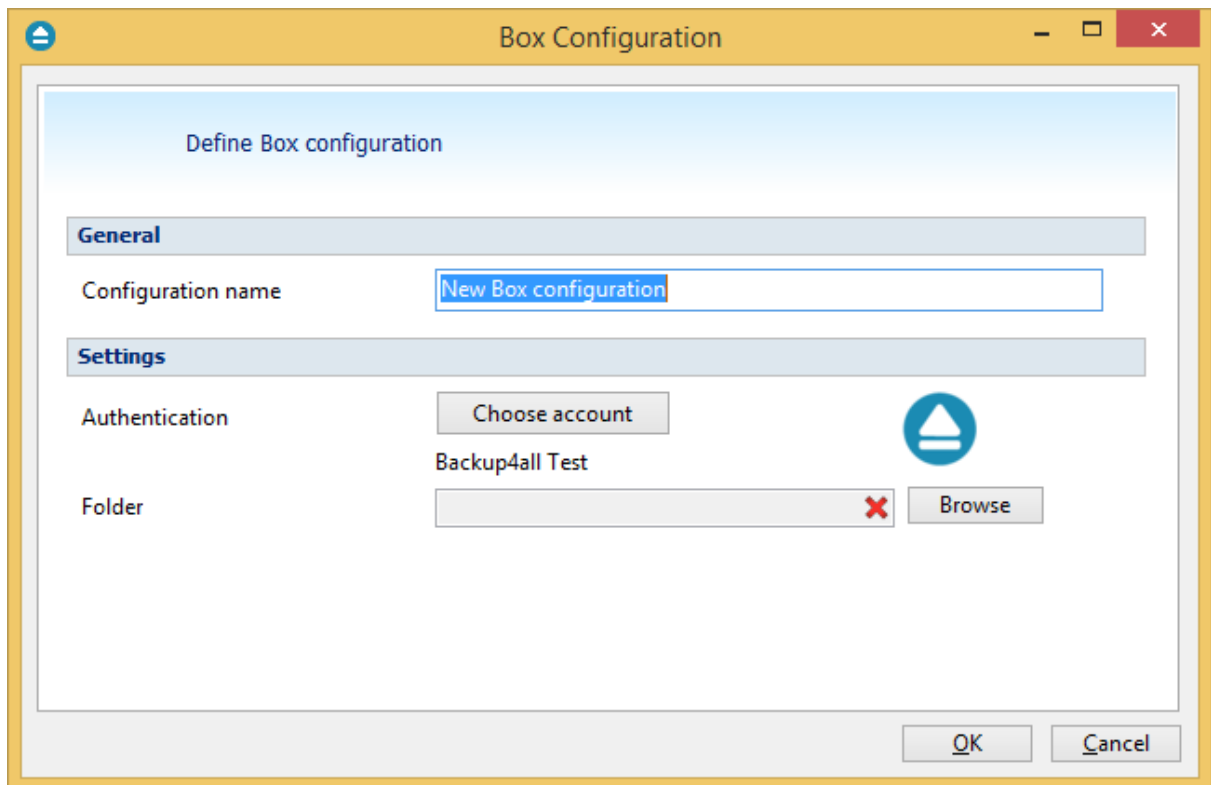 Box Configuration
Define Box configuration
General
Configuration name New Box configuration
Settings
Authentication Choose account
Backup4all Test
Folder Browse
OK Cancel